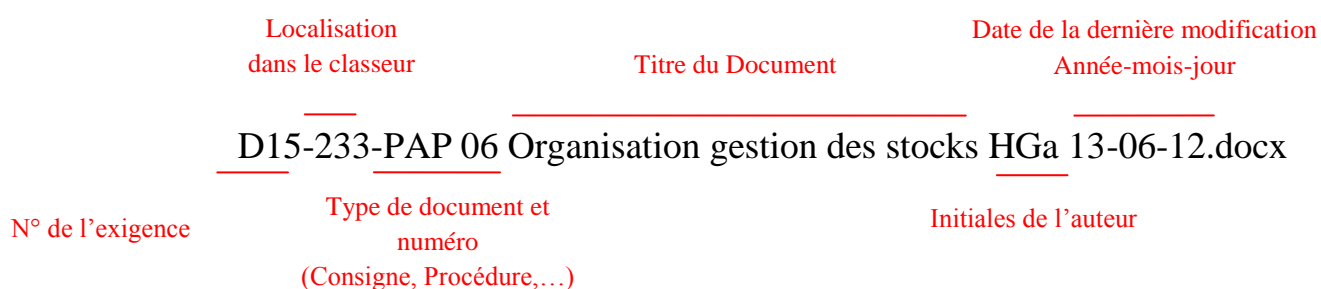 Localisation
dans le classeur
Titre du Document
Date de la dernière modification
Année-mois-jour
D15-233-PAP 06 Organisation gestion des stocks HGa 13-06-12.docx
N° de l’exigence
Type de document et
numéro
(Consigne, Procédure,…)
Initiales de l’auteur